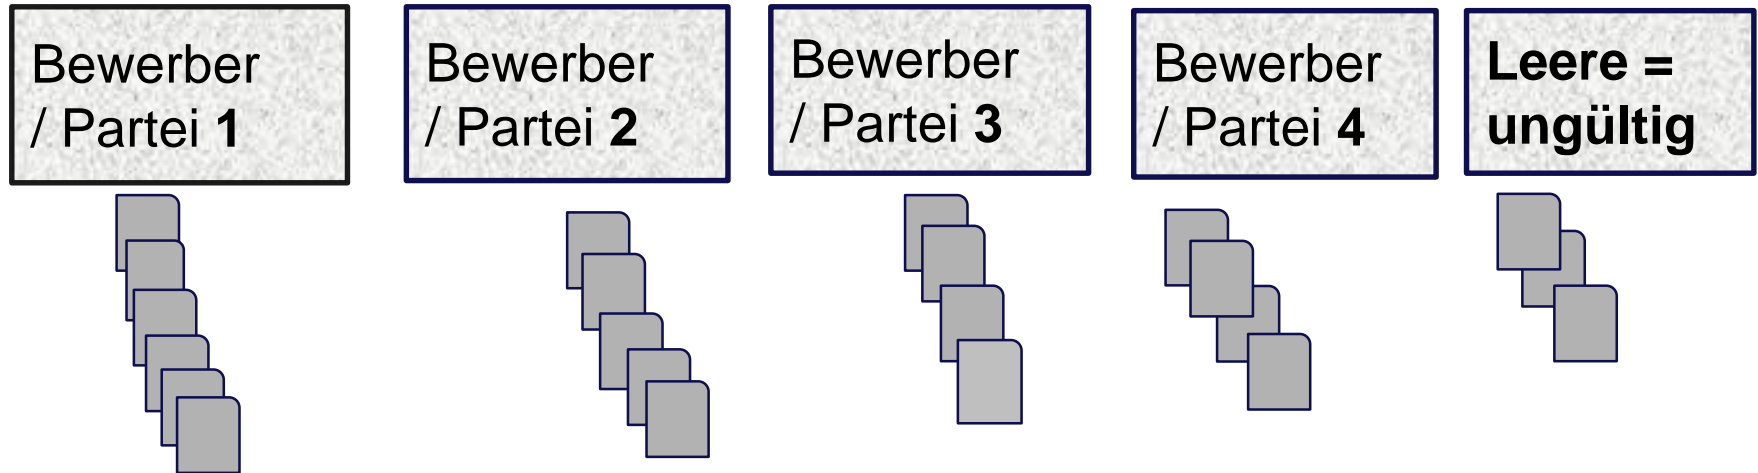 Bewerber
/ Partei 1
Bewerber
/ Partei 2
Bewerber
/ Partei 3
Bewerber
/ Partei 4
Leere =
ungültig